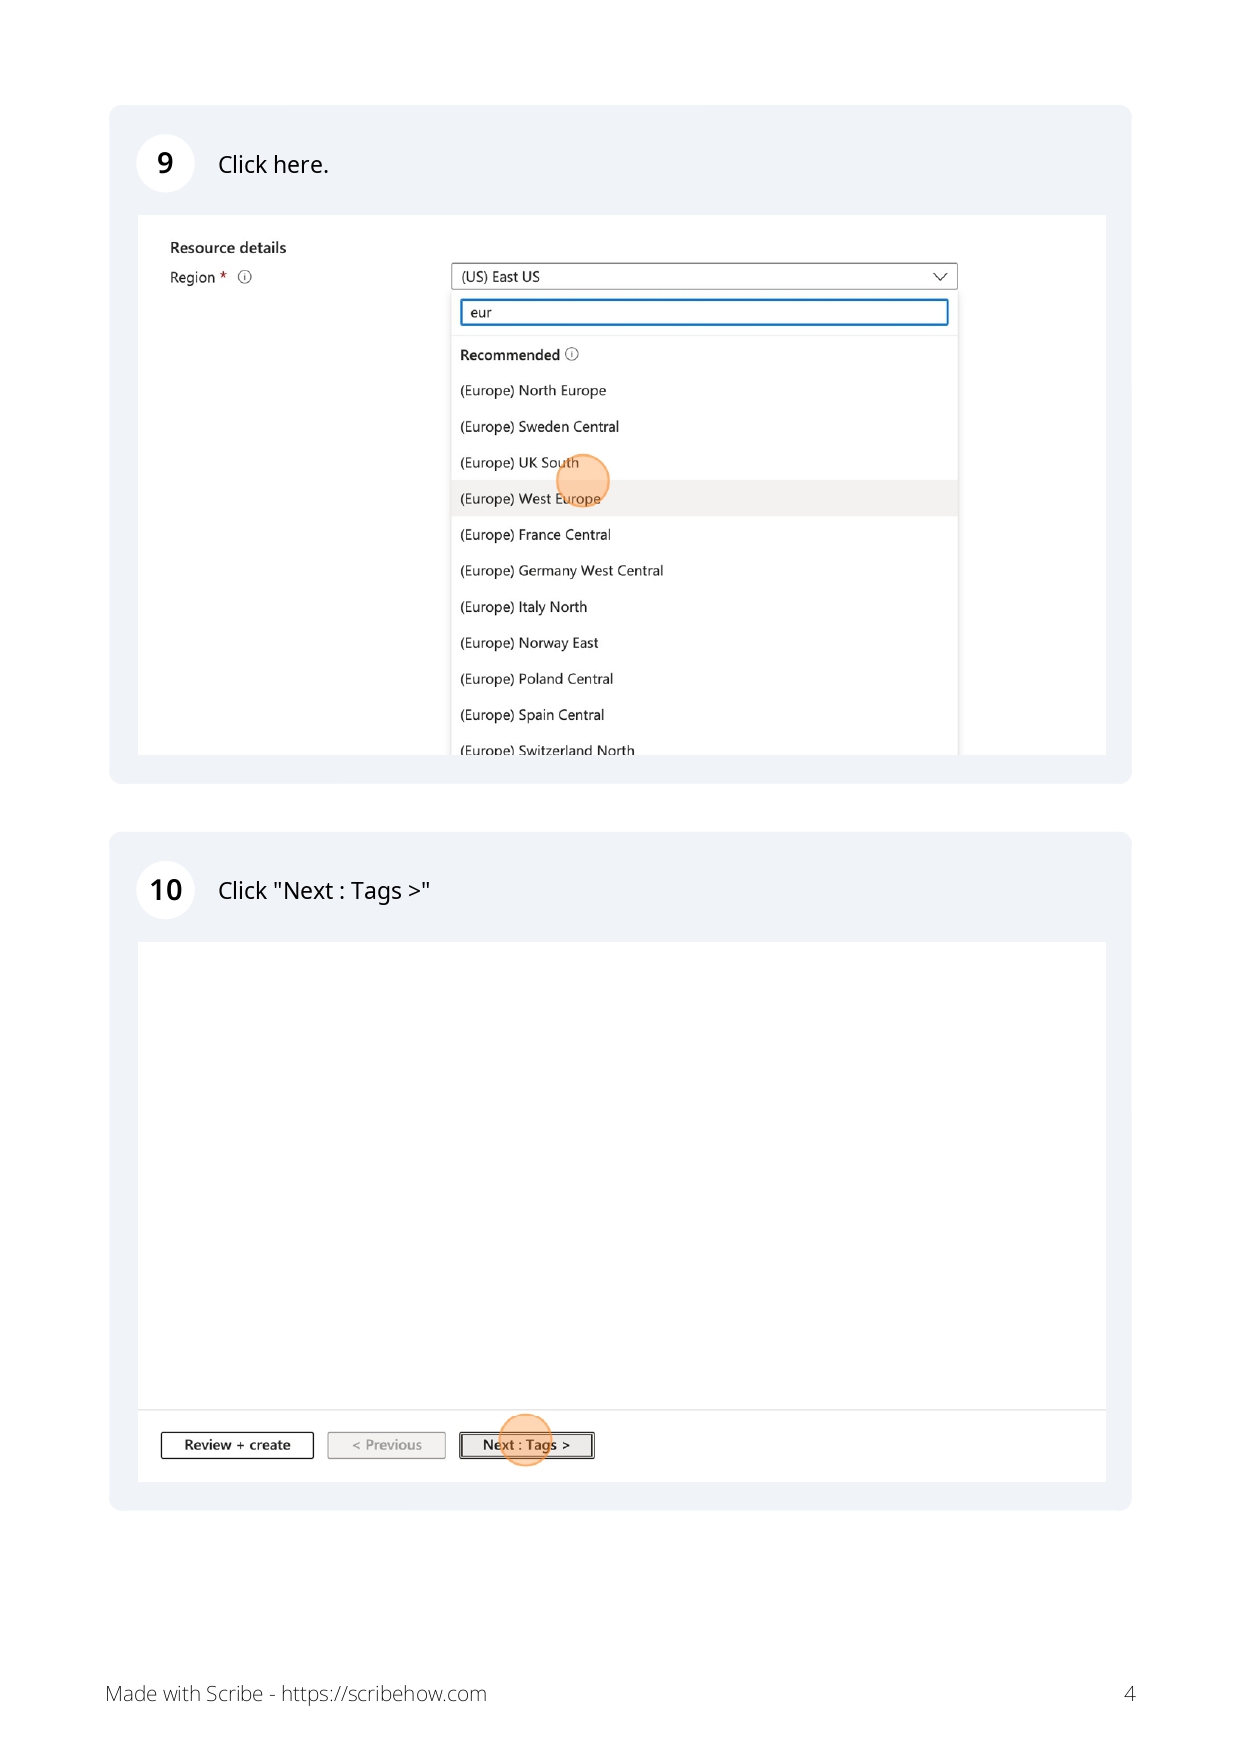 9 Click here.
Resource details
Region *
(US) East US
eur
Recommended
(Europe) North Europe
(Europe) Sweden Central
(Europe) UK South
(Europe) West Europe
(Europe) France Central
(Europe) Germany West Central
(Europe) Italy North
(Europe) Norway East
(Europe) Poland Central
(Europe) Spain Central
(Europe) Switzerland North
10 Click "Next : Tags >"
Review + create < Previous Next : Tags >
Made with Scribe - https://scribehow.com 4